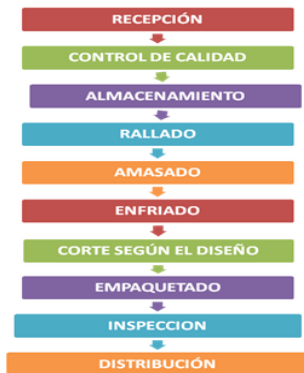 RECEPCIÓN
CONTROL DE CALIDAD
ALMACENAMIENTO
RALLADO
AMASADO
ENFRIADO
CORTE SEGÚN EL DISEÑO
EMPAQUETADO
INSPECCION
DISTRIBUCIÓN